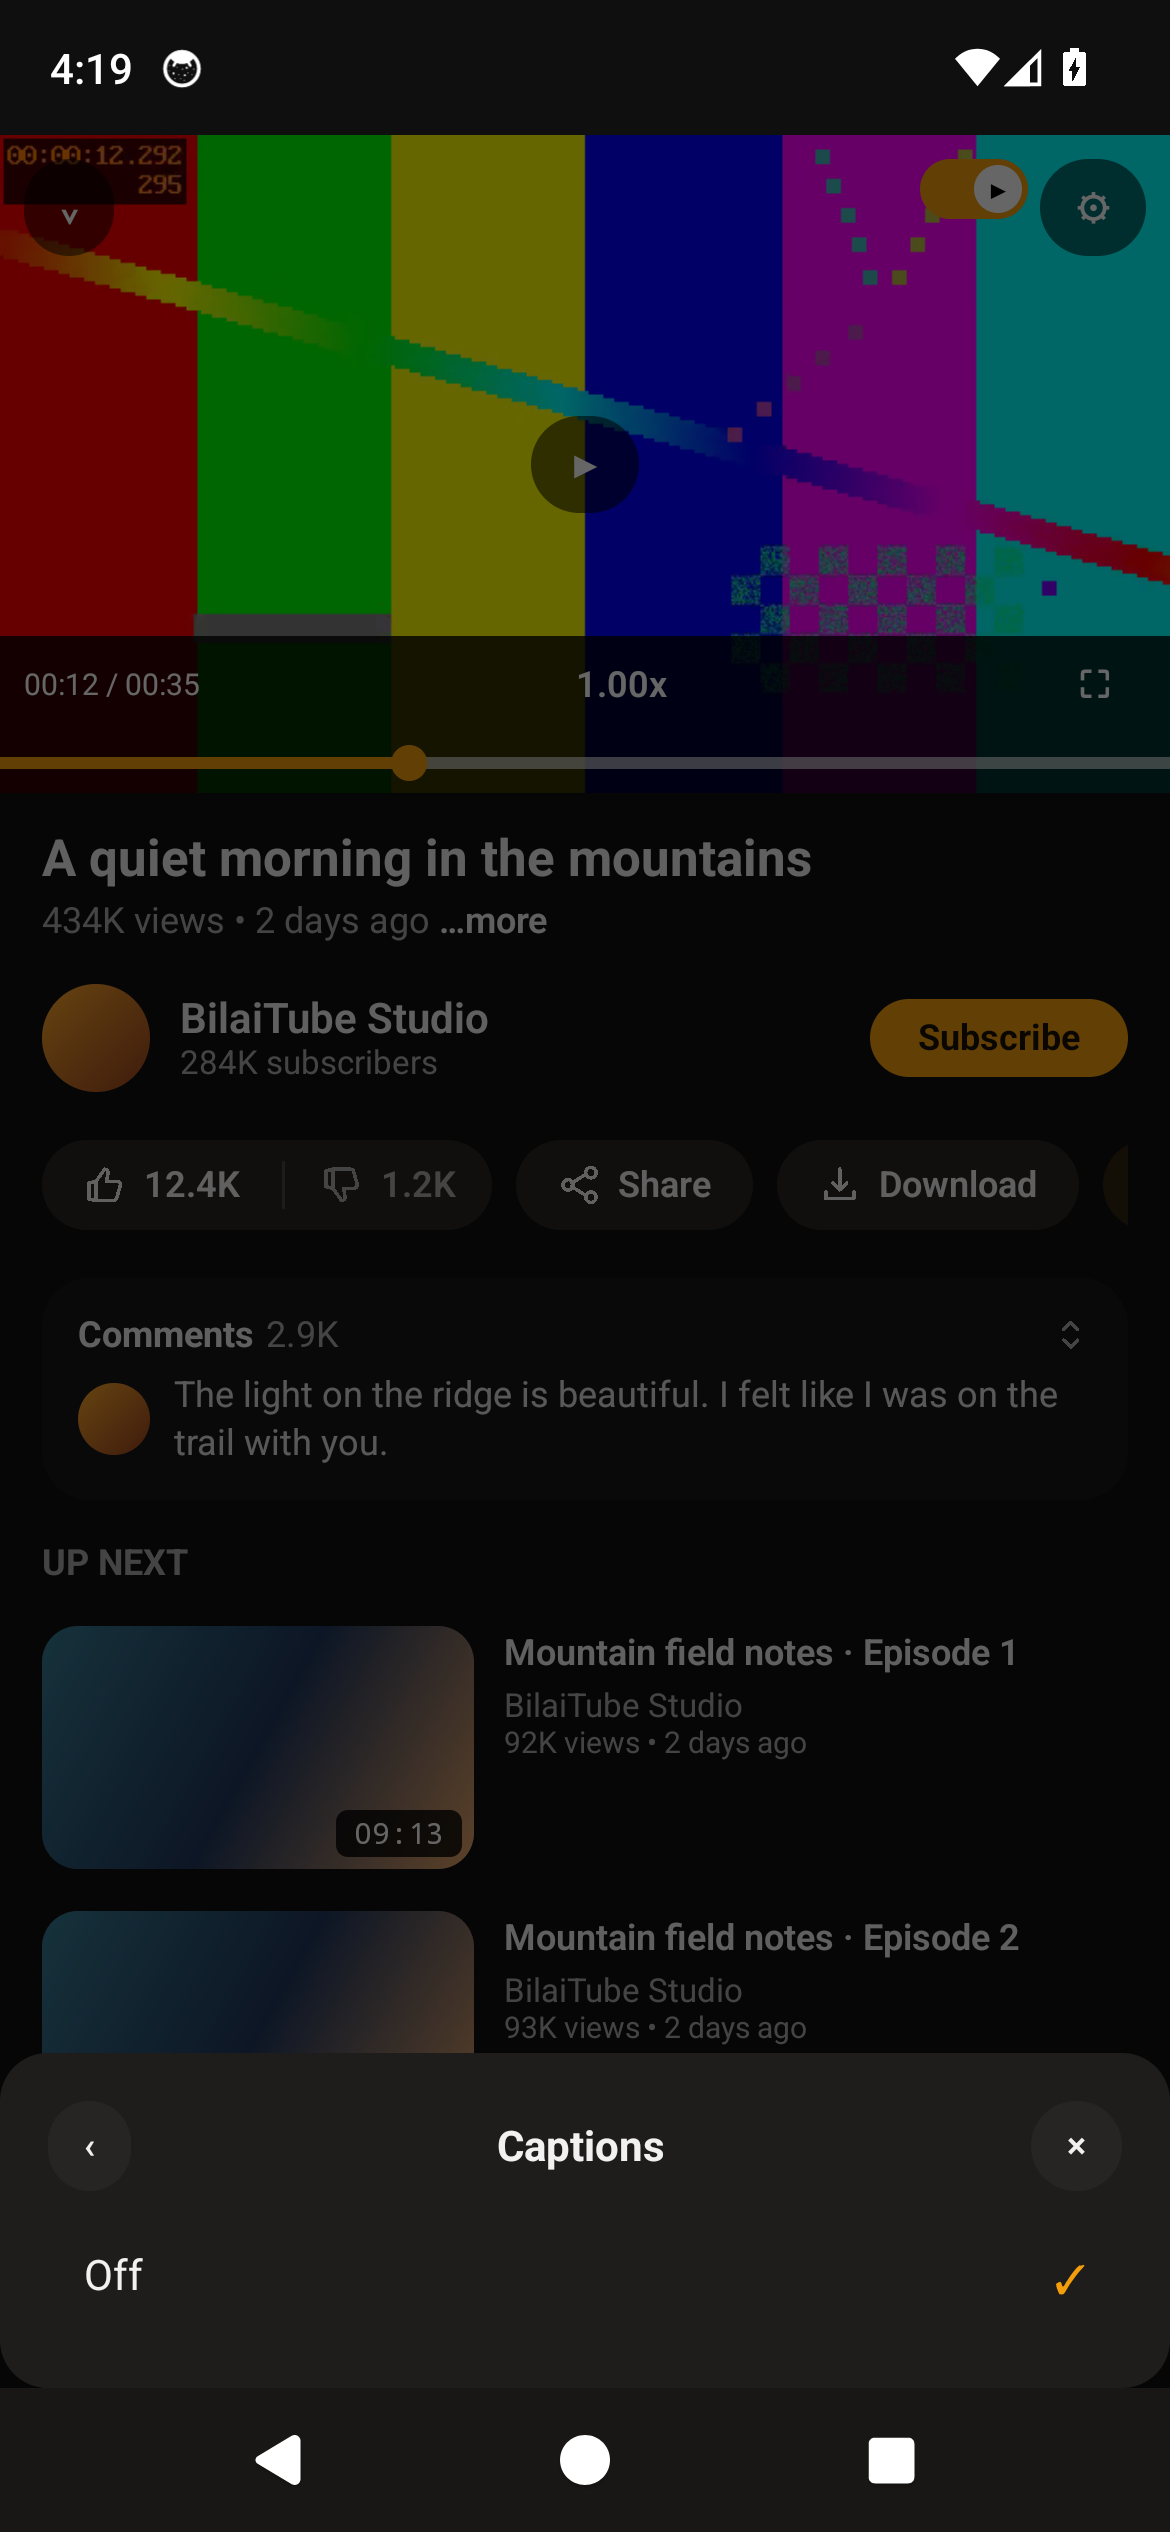 4:19
00:00:12.292
295
00:12 / 00:35
1.00x
A quiet morning in the mountains
434K views • 2 days ago ...more
BilaiTube Studio
284K subscribers
Subscribe
12.4K
1.2K
Share
Download
Comments 2.9K
The light on the ridge is beautiful. I felt like I was on the
trail with you.
UP NEXT
Mountain field notes · Episode 1
BilaiTube Studio
92K views • 2 days ago
09:13
Mountain field notes · Episode 2
BilaiTube Studio
93K views • 2 days ago
Captions
Off